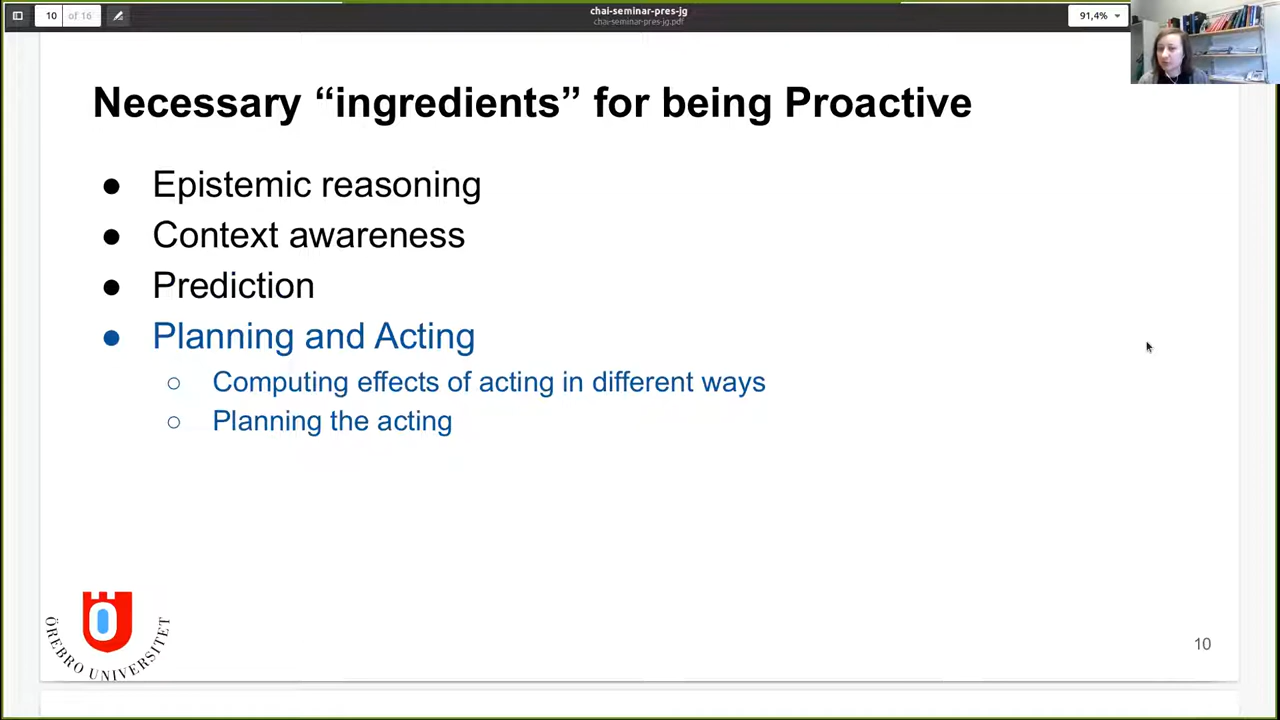 10 of 16
chai-seminar-pres-jg
chai-seminar-pres-jg.pdf
91,4%
Necessary “ingredients” for being Proactive
● Epistemic reasoning
● Context awareness
● Prediction
● Planning and Acting
○ Computing effects of acting in different ways
○ Planning the acting
ÖREBRO UNIVERSITET
10